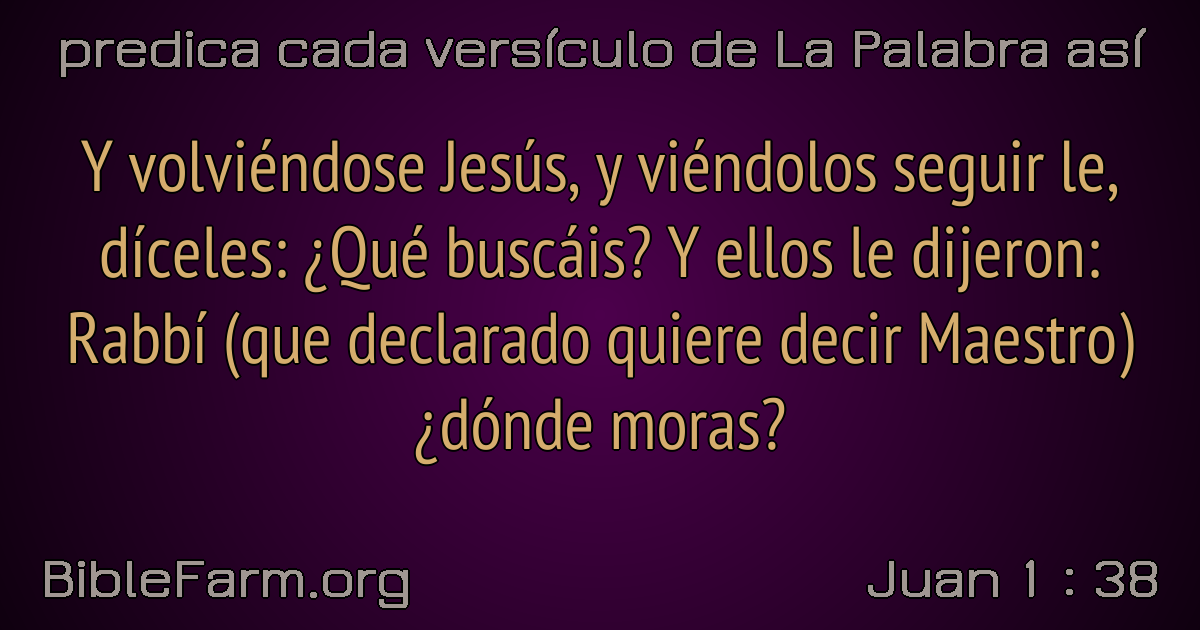 predica cada versículo de La Palabra así
Y volviéndose Jesús, y viéndolos seguir le,
díceles: ¿Qué buscáis? Y ellos le dijeron:
Rabbí (que declarado quiere decir Maestro)
¿dónde moras?
BibleFarm.org
Juan 1 : 38